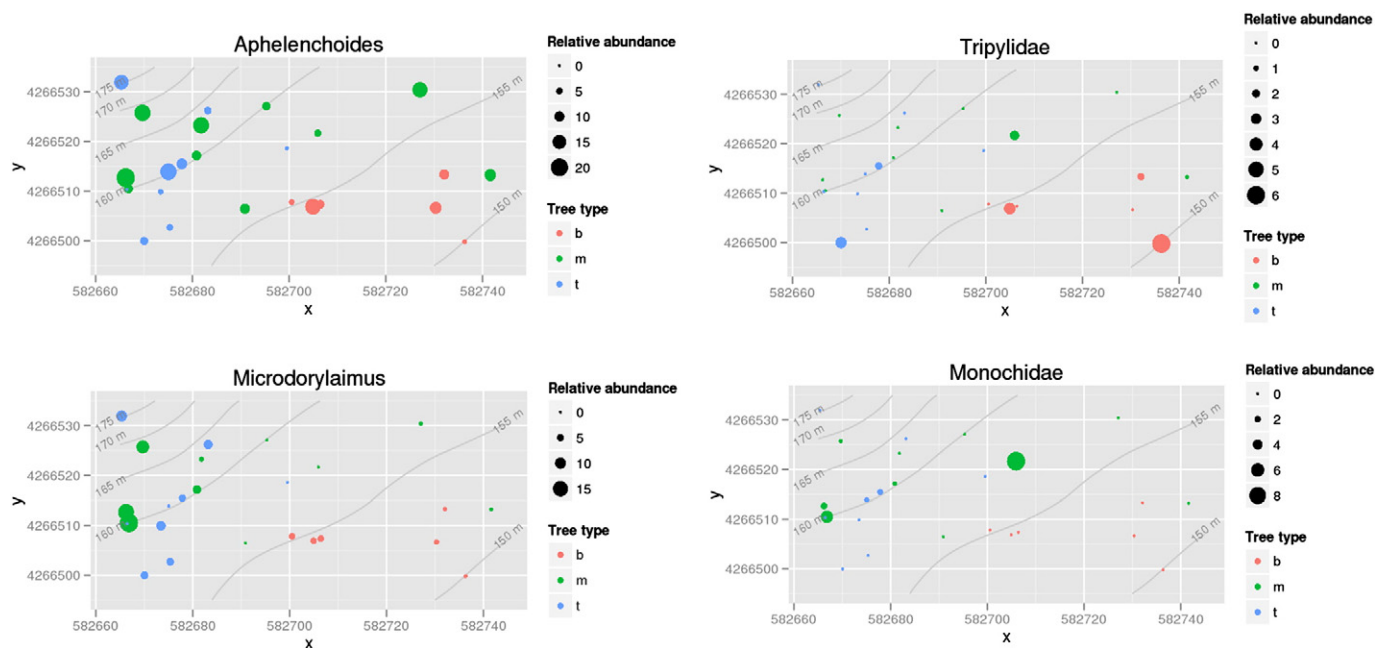 Aphelenchoides
4266530
4266520
4266510
4266500
y
175 m
170 m
165 m
160 m
155 m
150 m
582660 582680 582700 582720 582740
x
Relative abundance
0
5
10
15
20
Tree type
b
m
t
Tripylidae
4266530
4266520
4266510
4266500
y
175 m
170 m
165 m
160 m
155 m
150 m
582660 582680 582700 582720 582740
x
Relative abundance
0
1
2
3
4
5
6
Tree type
b
m
t
Microdorylaimus
4266530
4266520
4266510
4266500
y
175 m
170 m
165 m
160 m
155 m
150 m
582660 582680 582700 582720 582740
x
Relative abundance
0
5
10
15
Tree type
b
m
t
Monochidae
4266530
4266520
4266510
4266500
y
175 m
170 m
165 m
160 m
155 m
150 m
582660 582680 582700 582720 582740
x
Relative abundance
0
2
4
6
8
Tree type
b
m
t